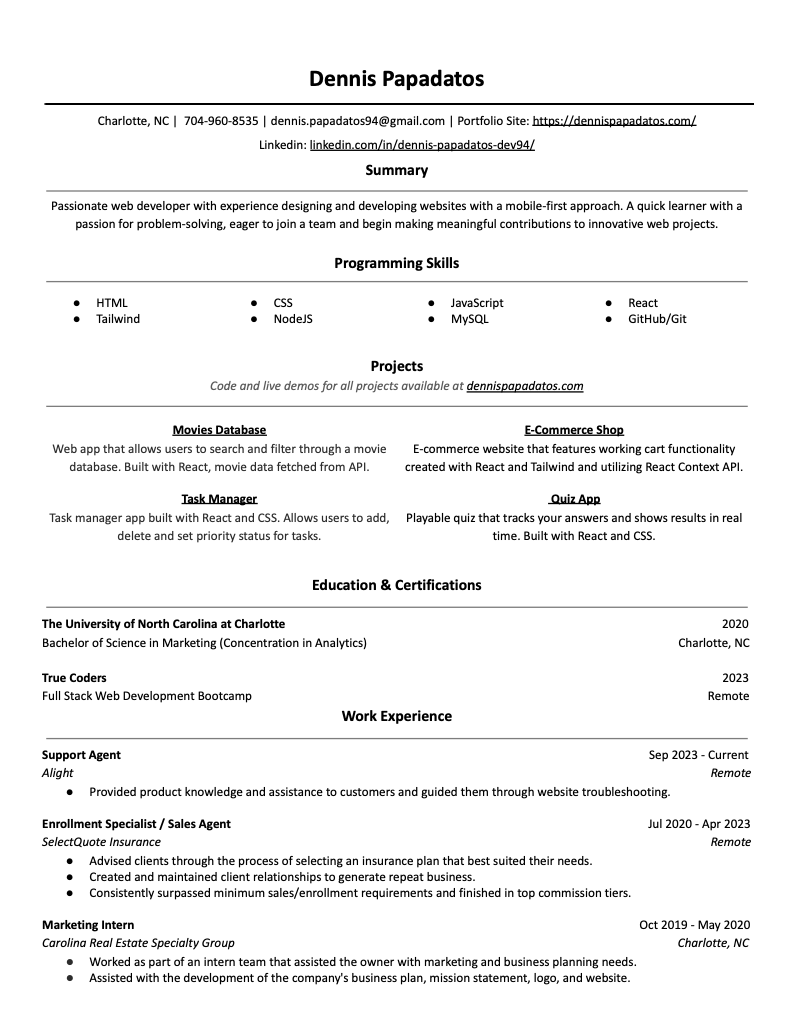 Dennis Papadatos
Charlotte, NC | 704-960-8535 | dennis.papadatos94@gmail.com | Portfolio Site: https://dennispapadatos.com/
Linkedin: linkedin.com/in/dennis-papadatos-dev94/
Summary
Passionate web developer with experience designing and developing websites with a mobile-first approach. A quick learner with a
passion for problem-solving, eager to join a team and begin making meaningful contributions to innovative web projects.
Programming Skills
● HTML ● CSS ● JavaScript ● React
● Tailwind ● NodeJS ● MySQL ● GitHub/Git
Projects
Code and live demos for all projects available at dennispapadatos.com
Movies Database
Web app that allows users to search and filter through a movie
database. Built with React, movie data fetched from API.
E-Commerce Shop
E-commerce website that features working cart functionality
created with React and Tailwind and utilizing React Context API.
Task Manager
Task manager app built with React and CSS. Allows users to add,
delete and set priority status for tasks.
Quiz App
Playable quiz that tracks your answers and shows results in real
time. Built with React and CSS.
Education & Certifications
The University of North Carolina at Charlotte 2020
Bachelor of Science in Marketing (Concentration in Analytics) Charlotte, NC
True Coders 2023
Full Stack Web Development Bootcamp Remote
Work Experience
Support Agent Sep 2023 - Current
Alight Remote
● Provided product knowledge and assistance to customers and guided them through website troubleshooting.
Enrollment Specialist / Sales Agent Jul 2020 - Apr 2023
SelectQuote Insurance Remote
● Advised clients through the process of selecting an insurance plan that best suited their needs.
● Created and maintained client relationships to generate repeat business.
● Consistently surpassed minimum sales/enrollment requirements and finished in top commission tiers.
Marketing Intern Oct 2019 - May 2020
Carolina Real Estate Specialty Group Charlotte, NC
● Worked as part of an intern team that assisted the owner with marketing and business planning needs.
● Assisted with the development of the company's business plan, mission statement, logo, and website.